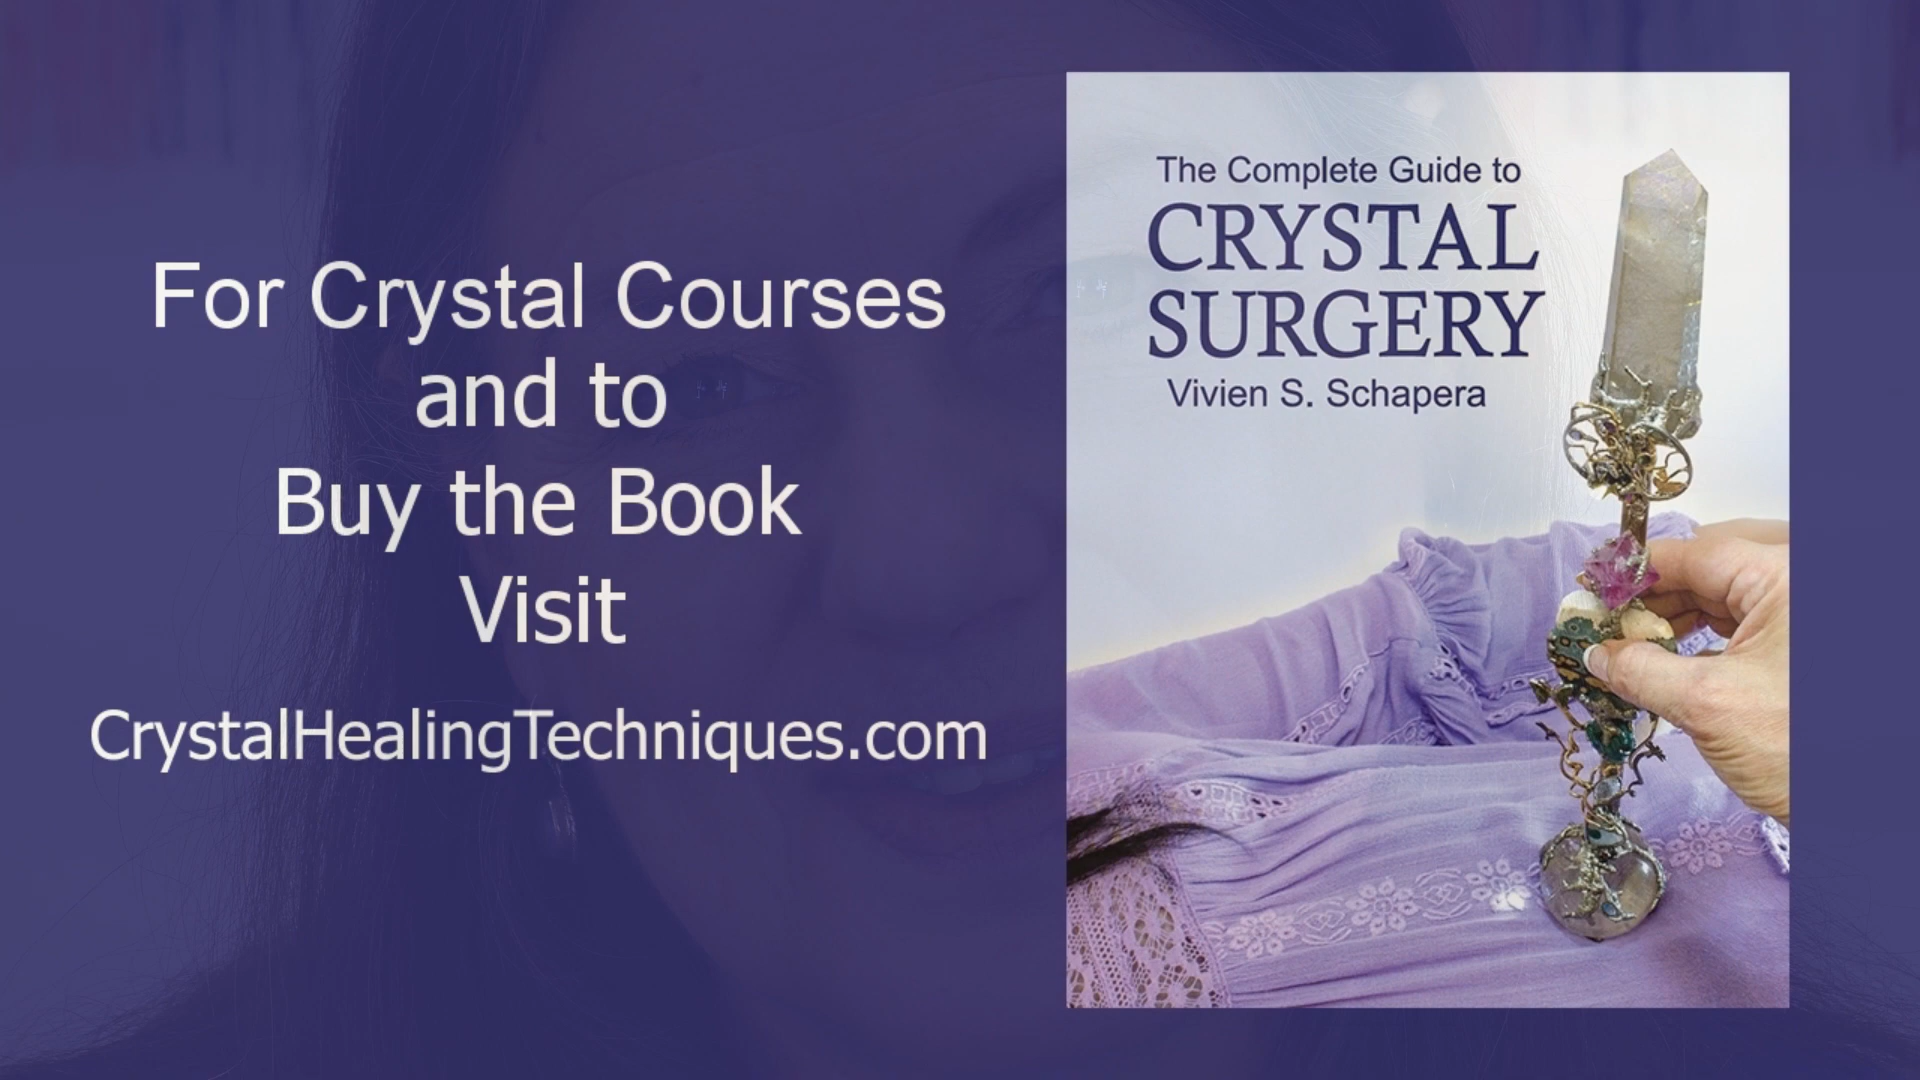 For Crystal Courses
and to
Buy the Book
Visit
CrystalHealingTechniques.com
The Complete Guide to
CRYSTAL
SURGERY
Vivien S. Schapera